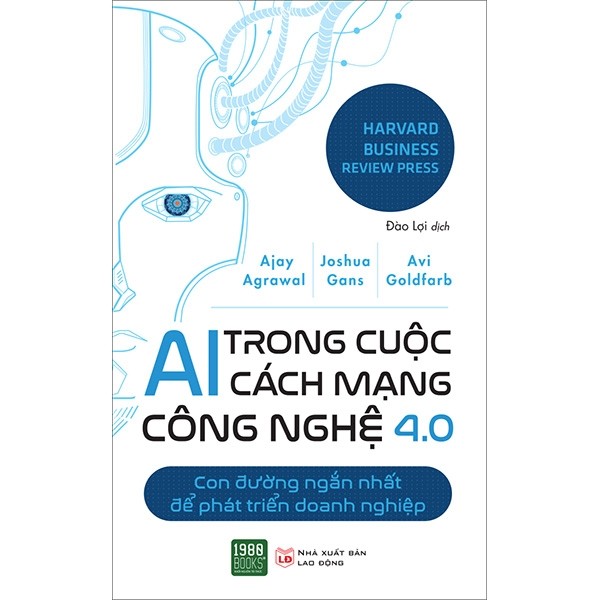 HARVARD
BUSINESS
REVIEW PRESS
Đào Lợi dịch
Ajay
Agrawal
Joshua
Gans
Avi
Goldfarb
AI TRONG CUỘC
CÁCH MẠNG
CÔNG NGHỆ 4.0
Con đường ngắn nhất
để phát triển doanh nghiệp
1980
BOOKS
LĐ
NHÀ XUẤT BẢN
LAO ĐỘNG